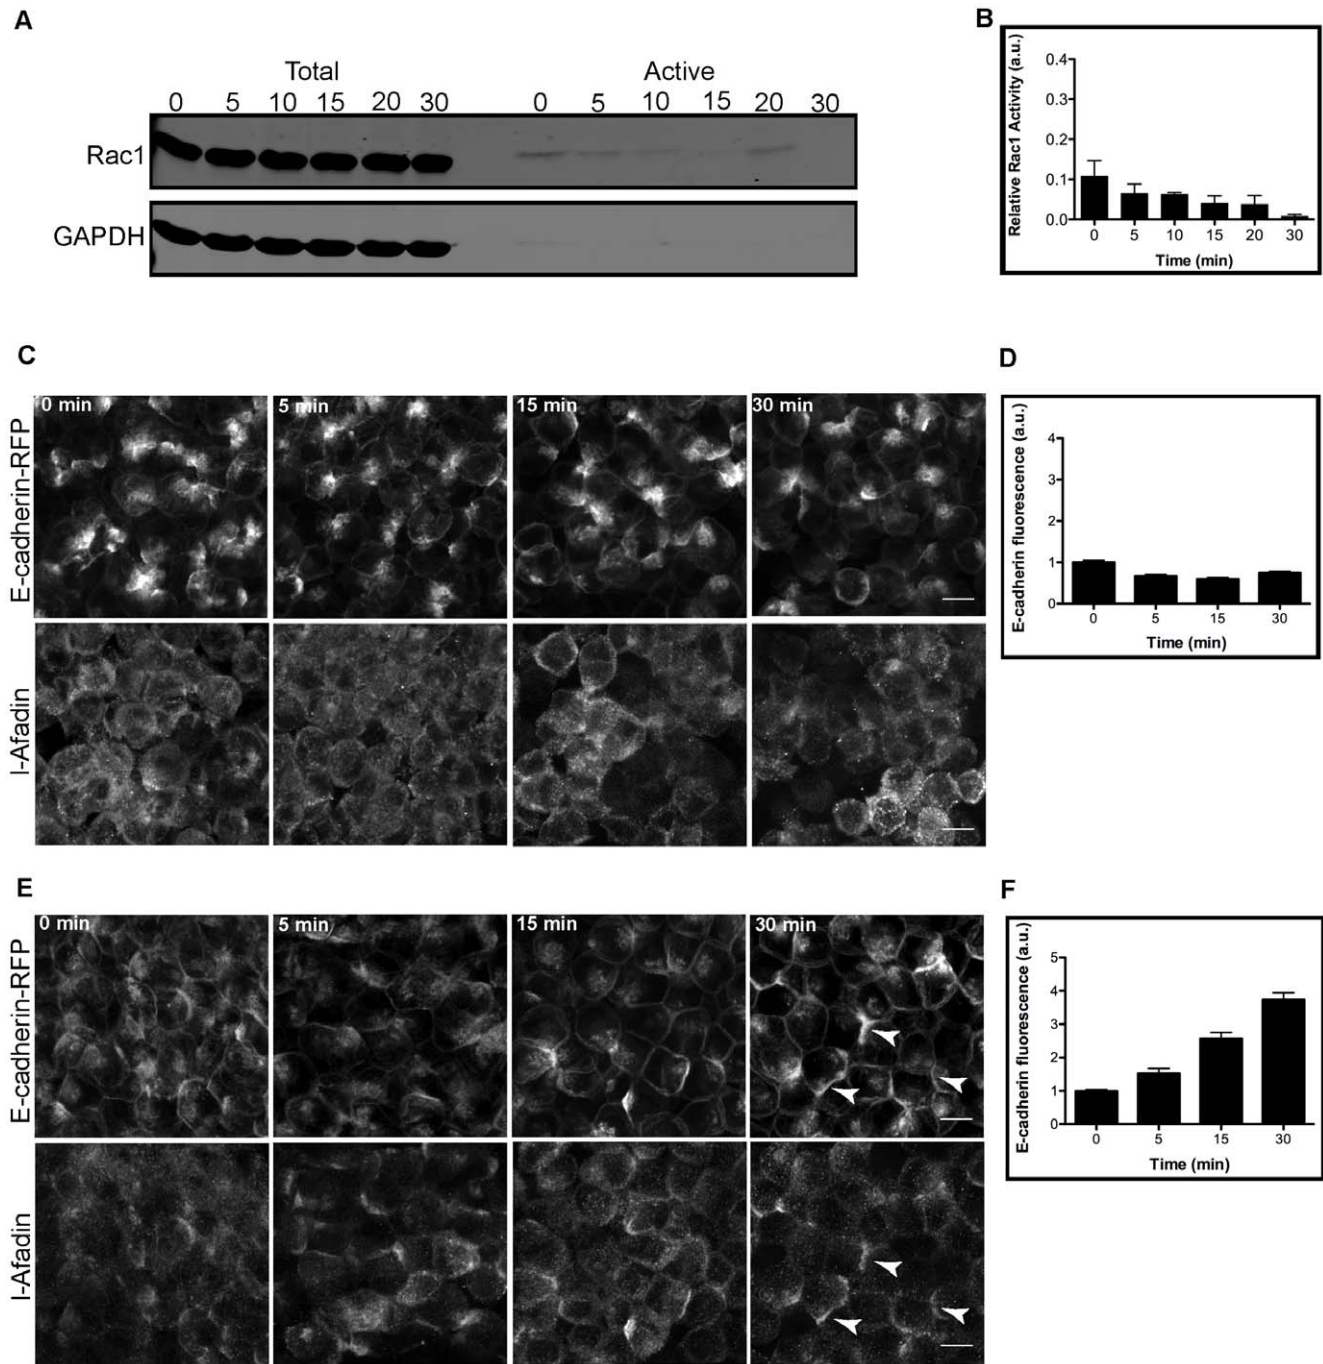 A
Total
Active
0 5 10 15 20 30
0 5 10 15 20 30
Rac1
GAPDH
B
Relative Rac1 Activity (a.u.)
0.4
0.3
0.2
0.1
0.0
0 5 10 15 20 30
Time (min)
C
0 min
5 min
15 min
30 min
E-cadherin-RFP
l-Afadin
D
E-cadherin fluorescence (a.u.)
4
3
2
1
0
0 5 15 30
Time (min)
E
0 min
5 min
15 min
30 min
E-cadherin-RFP
l-Afadin
F
E-cadherin fluorescence (a.u.)
5
4
3
2
1
0
0 5 15 30
Time (min)